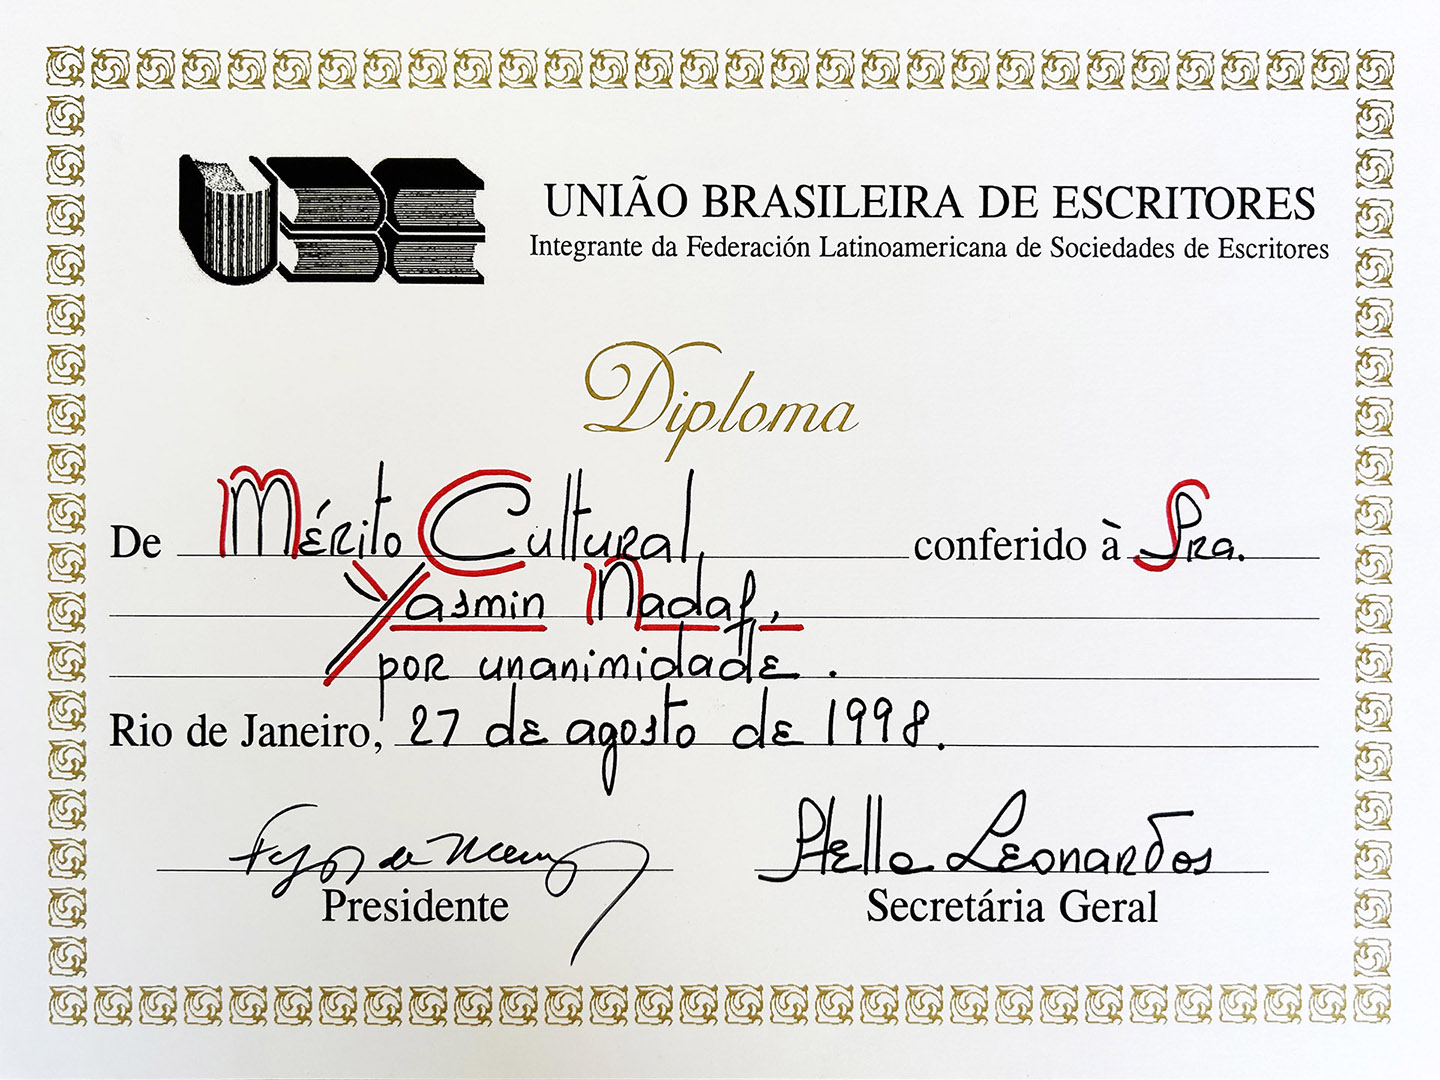 UBE
UNIÃO BRASILEIRA DE ESCRITORES
Integrante da Federación Latinoamericana de Sociedades de Escritores
Diploma
De Mérito Cultural, conferido à Sra.
Yasmin Nadaf,
por unanimidade.
Rio de Janeiro, 27 de agosto de 1998.
Stella Leonardos
Presidente Secretária Geral